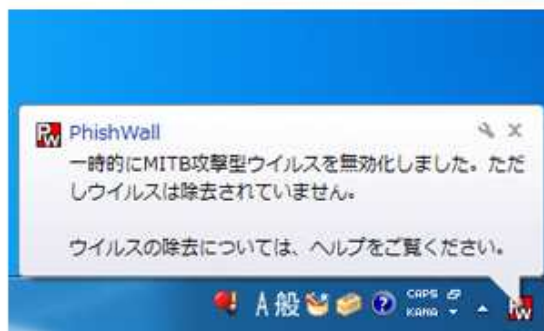 PhishWall
一時的にMITB攻撃型ウイルスを無効化しました。ただ
しウイルスは除去されていません。
ウイルスの除去については、ヘルプをご覧ください。
A 般 CAPS
KANA